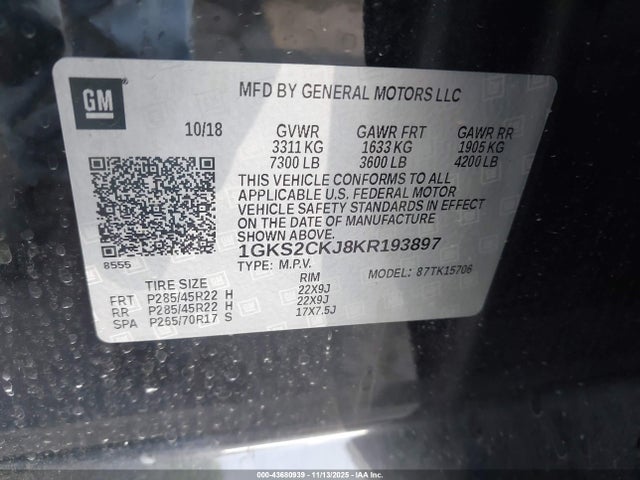 GM
MFD BY GENERAL MOTORS LLC
10/18 GVWR GAWR FRT GAWR RR
3311 KG 1633 KG 1905 KG
7300 LB 3600 LB 4200 LB
THIS VEHICLE CONFORMS TO ALL
APPLICABLE U.S. FEDERAL MOTOR
VEHICLE SAFETY STANDARDS IN
EFFECT ON THE DATE OF MANUFACTURE
SHOWN ABOVE.
1GKS2CKJ8KR193897
8555
TYPE: M.P.V. MODEL: 87TK15706
TIRE SIZE RIM
FRT P285/45R22 H 22X9J
RR P285/45R22 H 22X9J
SPA P265/70R17 S 17X7.5J
000-43680939 - 11/13/2025 - IAA, Inc.